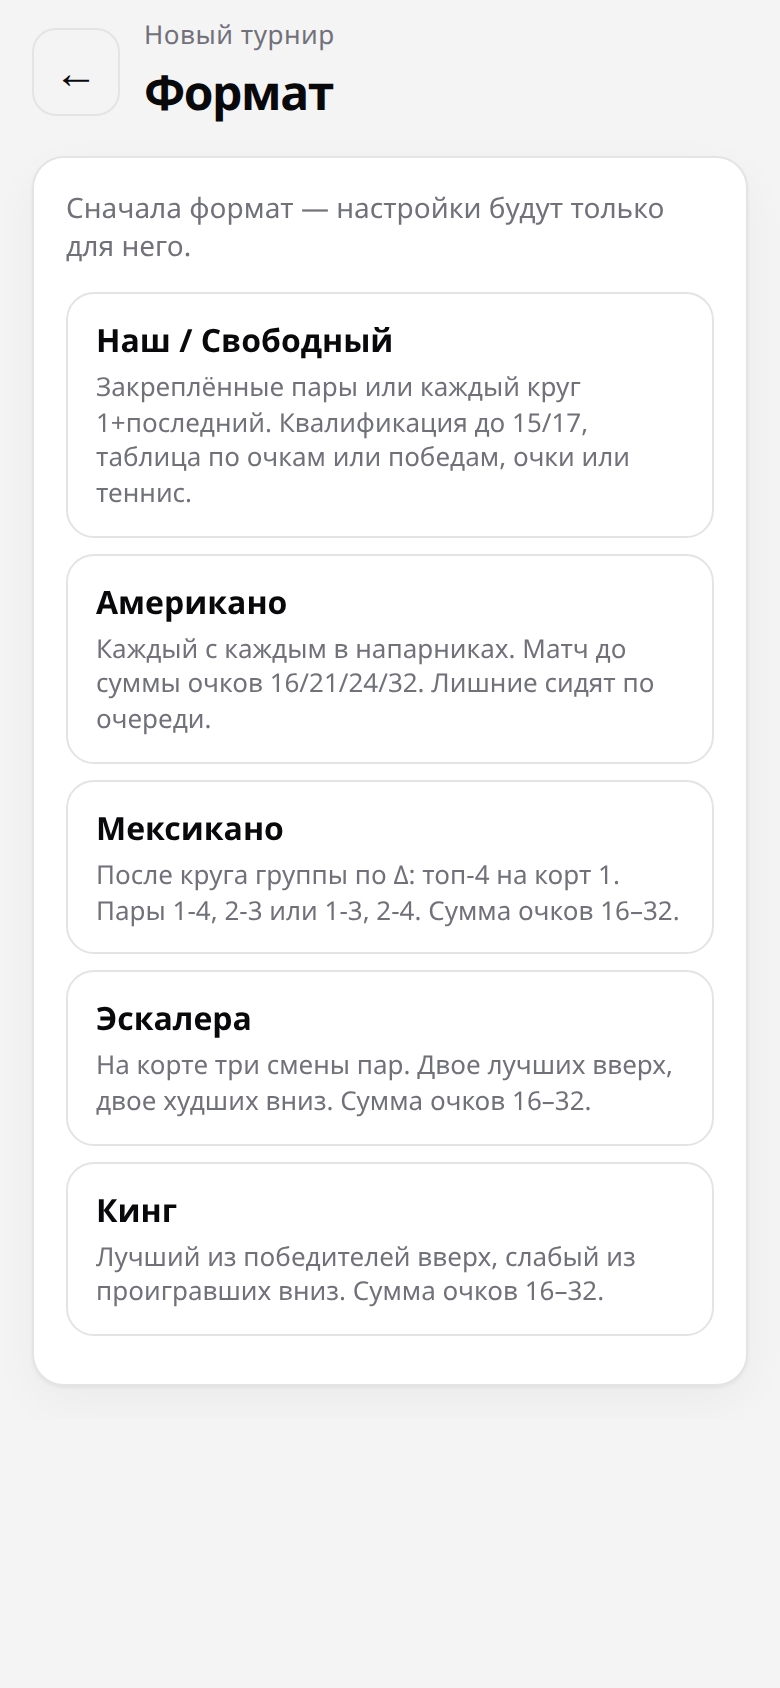 Новый турнир
←
Формат
Сначала формат — настройки будут только
для него.
Наш / Свободный
Закреплённые пары или каждый круг
1+последний. Квалификация до 15/17,
таблица по очкам или победам, очки или
теннис.
Американо
Каждый с каждым в напарниках. Матч до
суммы очков 16/21/24/32. Лишние сидят по
очереди.
Мексикано
После круга группы по Δ: топ-4 на корт 1.
Пары 1-4, 2-3 или 1-3, 2-4. Сумма очков 16–32.
Эскалера
На корте три смены пар. Двое лучших вверх,
двое худших вниз. Сумма очков 16–32.
Кинг
Лучший из победителей вверх, слабый из
проигравших вниз. Сумма очков 16–32.